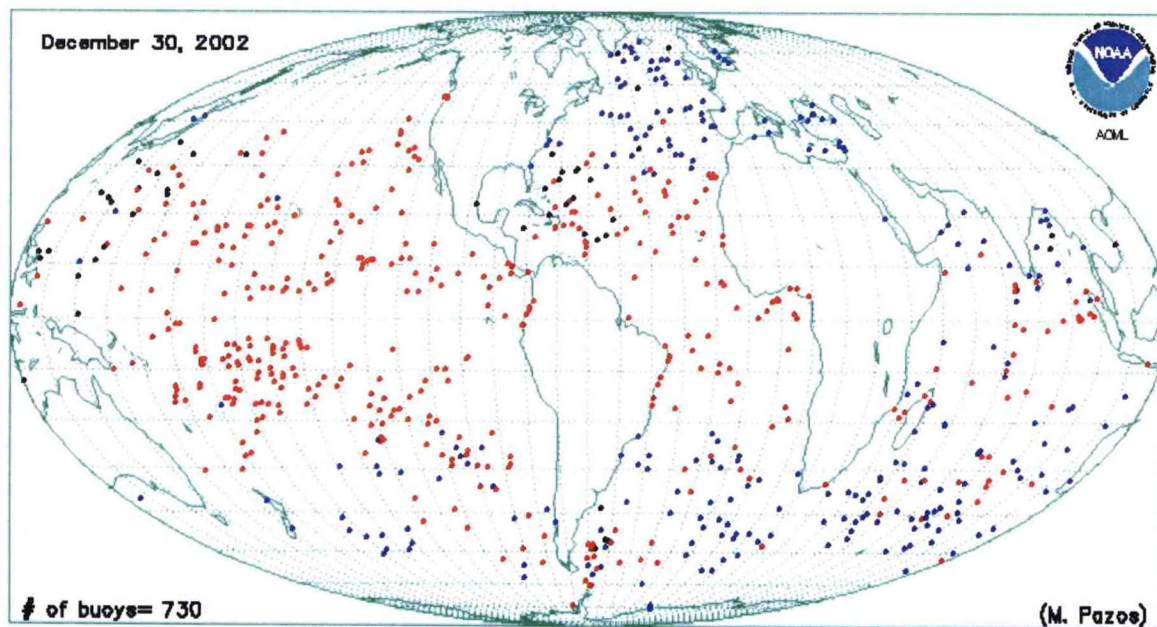 December 30, 2002
NOAA
AOML
# of buoys= 730
(M. Pazos)